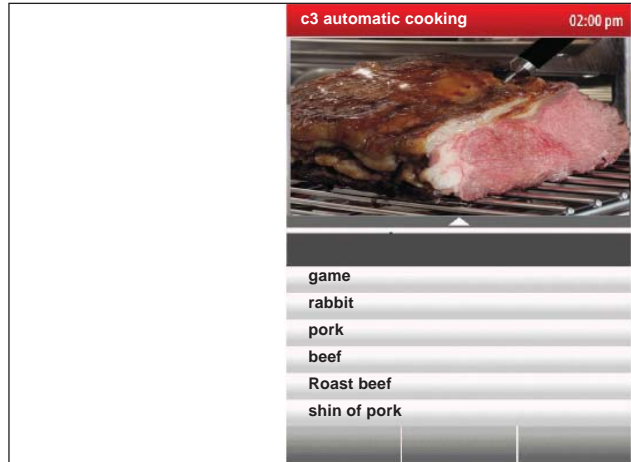 c3 automatic cooking 02:00 pm
game
rabbit
pork
beef
Roast beef
shin of pork